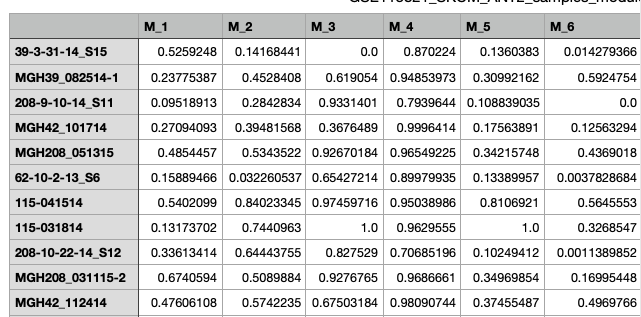 M_1 M_2 M_3 M_4 M_5 M_6
39-3-31-14_S15 0.5259248 0.14168441 0.0 0.870224 0.1360383 0.014279366
MGH39_082514-1 0.23775387 0.4528408 0.619054 0.94853973 0.30992162 0.5924754
208-9-10-14_S11 0.09518913 0.2842834 0.9331401 0.7939644 0.108839035 0.0
MGH42_101714 0.27094093 0.39481568 0.3676489 0.9996414 0.17563891 0.12563294
MGH208_051315 0.4854457 0.5343522 0.92670184 0.96549225 0.34215748 0.4369018
62-10-2-13_S6 0.15889466 0.032260537 0.65427214 0.89979935 0.13389957 0.0037828684
115-041514 0.5402099 0.84023345 0.97459716 0.95038986 0.8106921 0.5645553
115-031814 0.13173702 0.7440963 1.0 0.9629555 1.0 0.3268547
208-10-22-14_S12 0.33613414 0.64443755 0.827529 0.70685196 0.10249412 0.0011389852
MGH208_031115-2 0.6740594 0.5089884 0.9276765 0.9686661 0.34969854 0.16995448
MGH42_112414 0.47606108 0.5742235 0.67503184 0.98090744 0.37455487 0.4969766